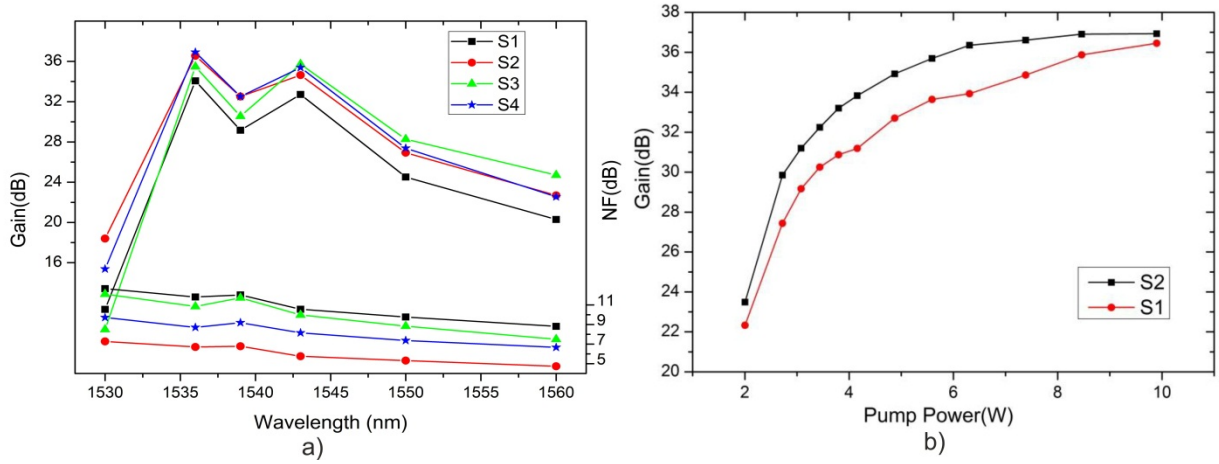 36
32
28
24
20
16
Gain(dB)
S1
S2
S3
S4
NF(dB)
11
9
7
5
1530 1535 1540 1545 1550 1555 1560
Wavelength (nm)
a)
38
36
34
32
30
28
26
24
22
20
Gain(dB)
S2
S1
2 4 6 8 10
Pump Power(W)
b)